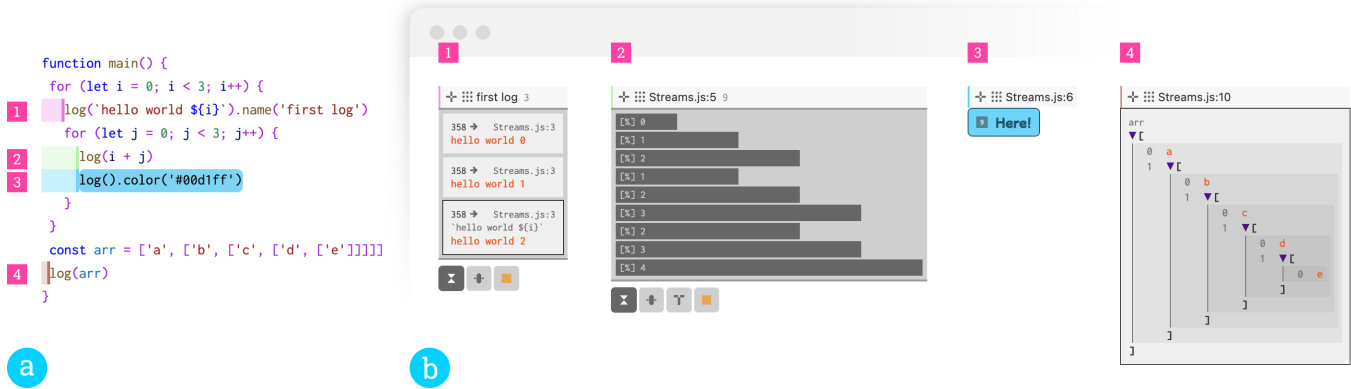 function main() {
for (let i = 0; i < 3; i++) {
1 log(`hello world ${i}`).name('first log')
for (let j = 0; j < 3; j++) {
2 log(i + j)
3 log().color('#00d1ff')
}
}
const arr = ['a', ['b', ['c', ['d', ['e']]]]]
4 log(arr)
}
a
1
first log 3
358 → Streams.js:3
hello world 0
358 → Streams.js:3
hello world 1
358 → Streams.js:3
`hello world ${i}`
hello world 2
2
Streams.js:5 9
[%] 0
[%] 1
[%] 2
[%] 1
[%] 2
[%] 3
[%] 2
[%] 3
[%] 4
3
Streams.js:6
9 Here!
4
Streams.js:10
arr
▼[
0 a
1 ▼[
0 b
1 ▼[
0 c
1 ▼[
0 d
1 ▼[
0 e
]
]
]
]
]
b